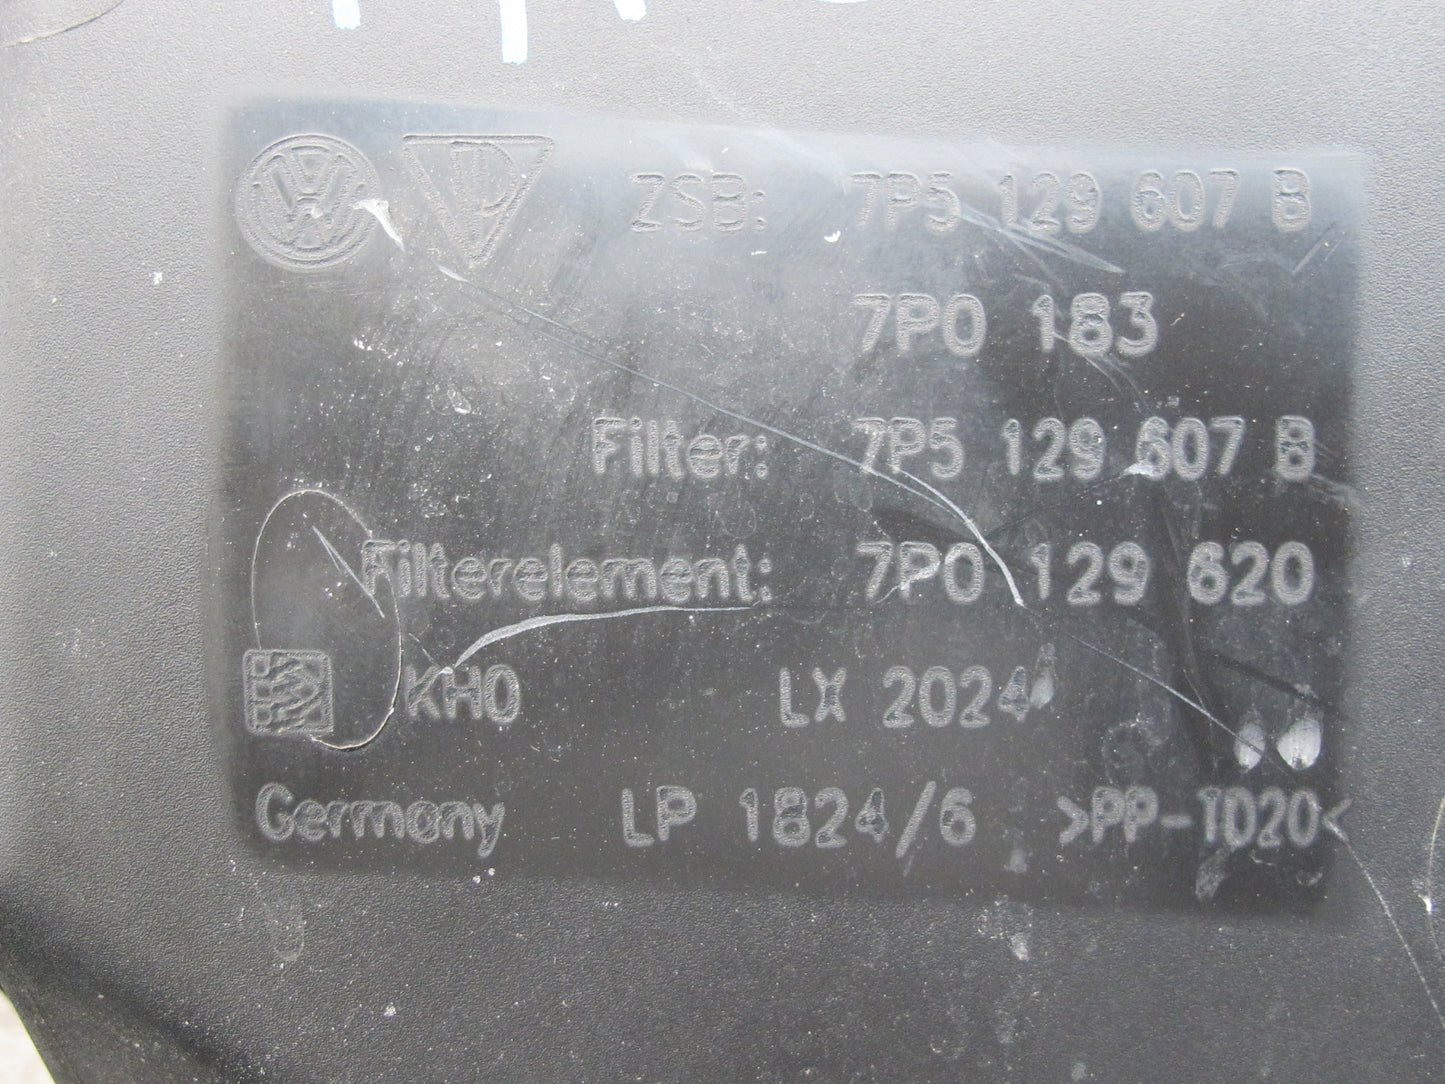 VW ZSB: 7P5 129 607 B
7P0 183
Filter: 7P5 129 607 B
Filterelement: 7P0 129 620
KHO LX 2024
Germany LP 1824/6 >PP-TD20<